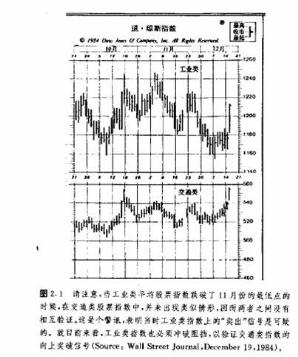 道·琼斯指数
© 1984 Dow Jones & Company, Inc. All Rights Reserved
最高
收市
最低
10月 11月 12月
工业类
1260
1240
1220
1200
1180
1160
1140
交通类
560
540
520
500
480
460
图2.1 请注意,当工业类平均股票指数跌破了11月份的最低点的
时候,在交通类股票指数中,并未出现类似情形,因而两者之间没有
相互验证。这是个警讯,表明当时工业类指数上的“突出”信号是可疑
的。就目前来看,工业类指数也必须冲破图挡,以验证交通类指数的
向上突破信号(Source: Wall Street Journal, December 19, 1984).